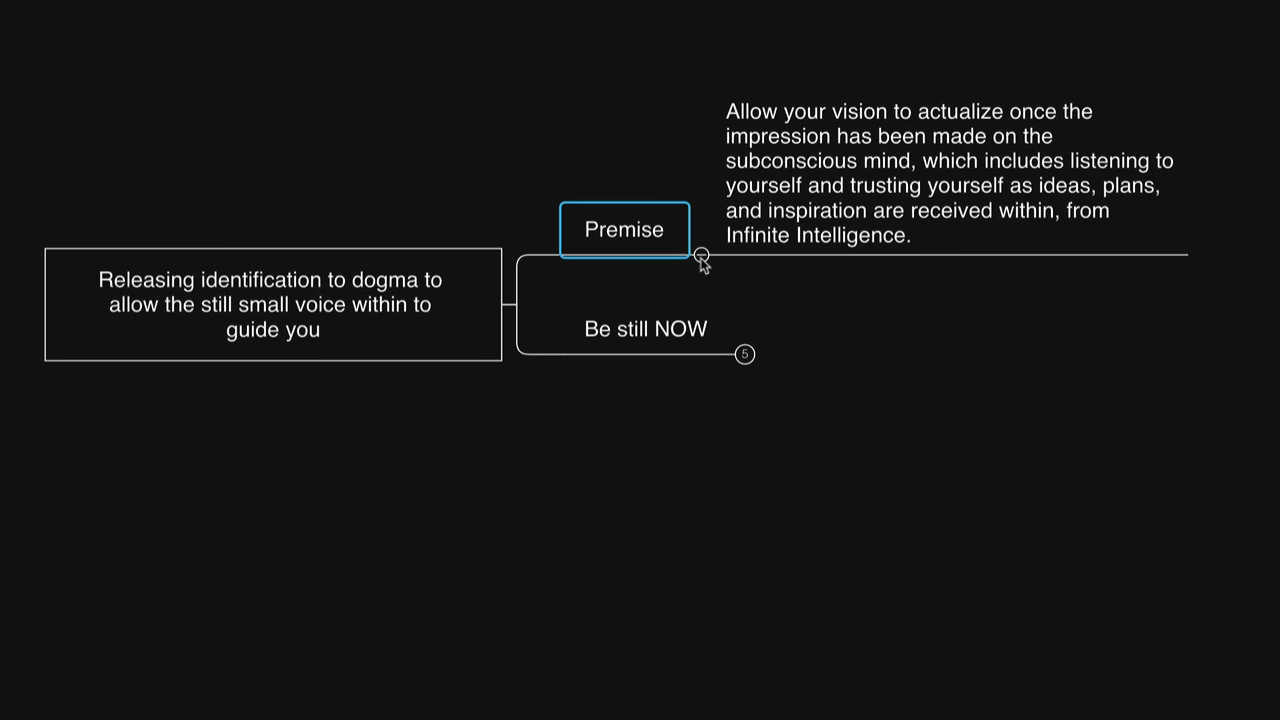 Releasing identification to dogma to
allow the still small voice within to
guide you
Premise
Allow your vision to actualize once the
impression has been made on the
subconscious mind, which includes listening to
yourself and trusting yourself as ideas, plans,
and inspiration are received within, from
Infinite Intelligence.
Be still NOW
5